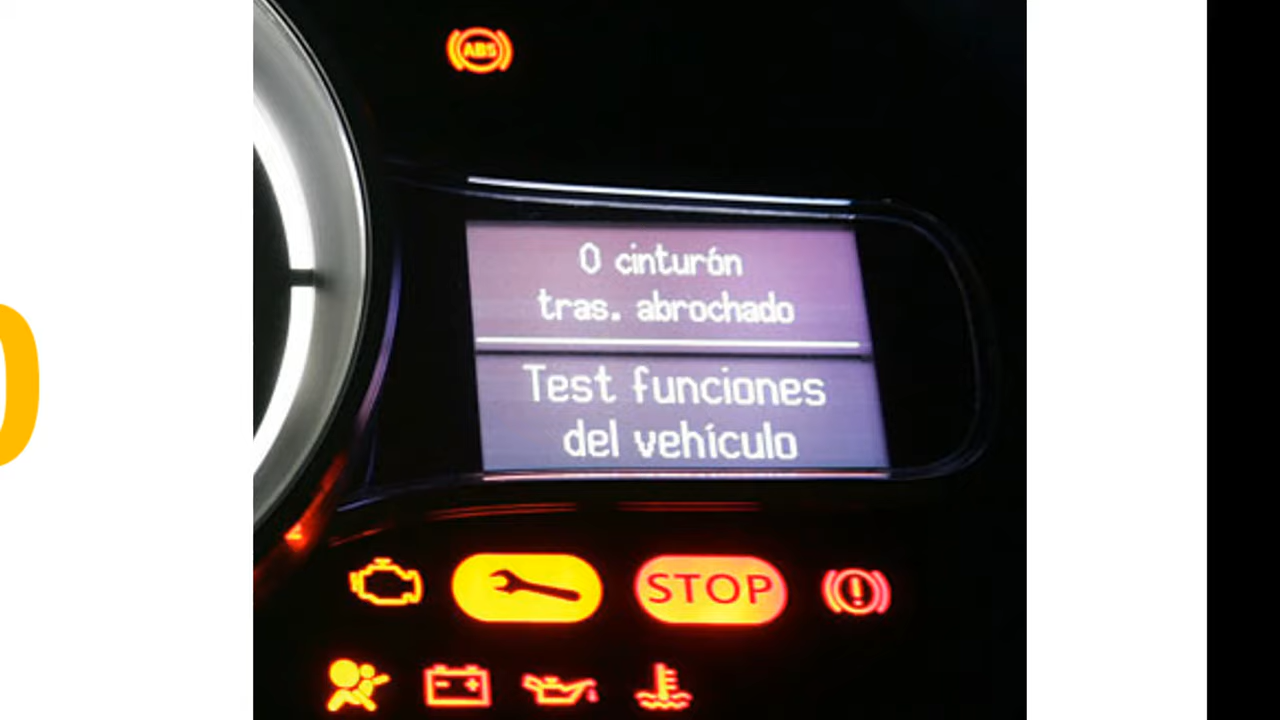 ABS
0 cinturón
tras. abrochado
Test funciones
del vehículo
STOP